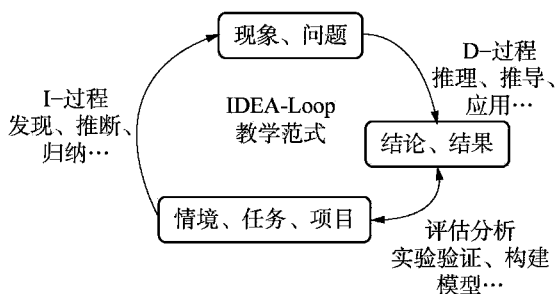 现象、问题
D-过程
推理、推导、
应用…
I-过程
发现、推断、
归纳…
IDEA-Loop
教学范式
结论、结果
情境、任务、项目
评估分析
实验验证、构建
模型…